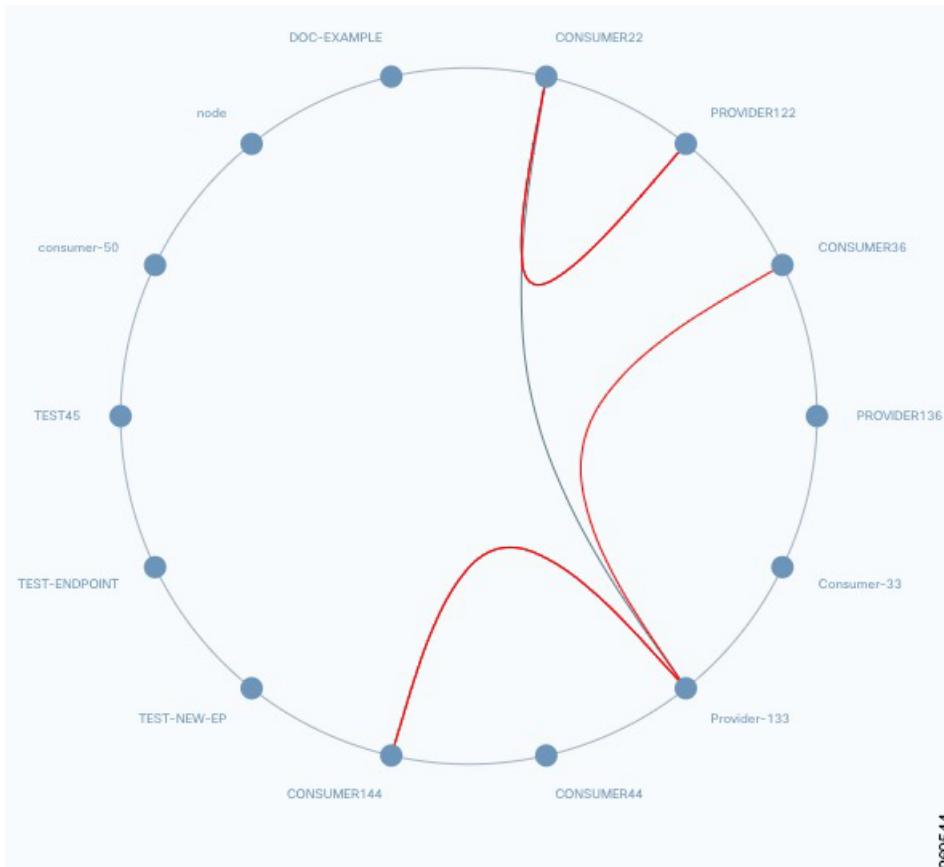 DOC-EXAMPLE
CONSUMER22
node
PROVIDER122
consumer-50
CONSUMER36
TEST45
PROVIDER136
TEST-ENDPOINT
Consumer-33
TEST-NEW-EP
Provider-133
CONSUMER144
CONSUMER44